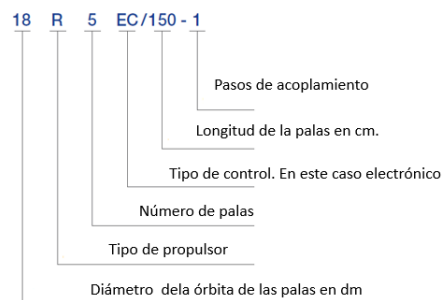 18 R 5 EC/150 - 1
Pasos de acoplamiento
Longitud de la palas en cm.
Tipo de control. En este caso electrónico
Número de palas
Tipo de propulsor
Diámetro dela órbita de las palas en dm